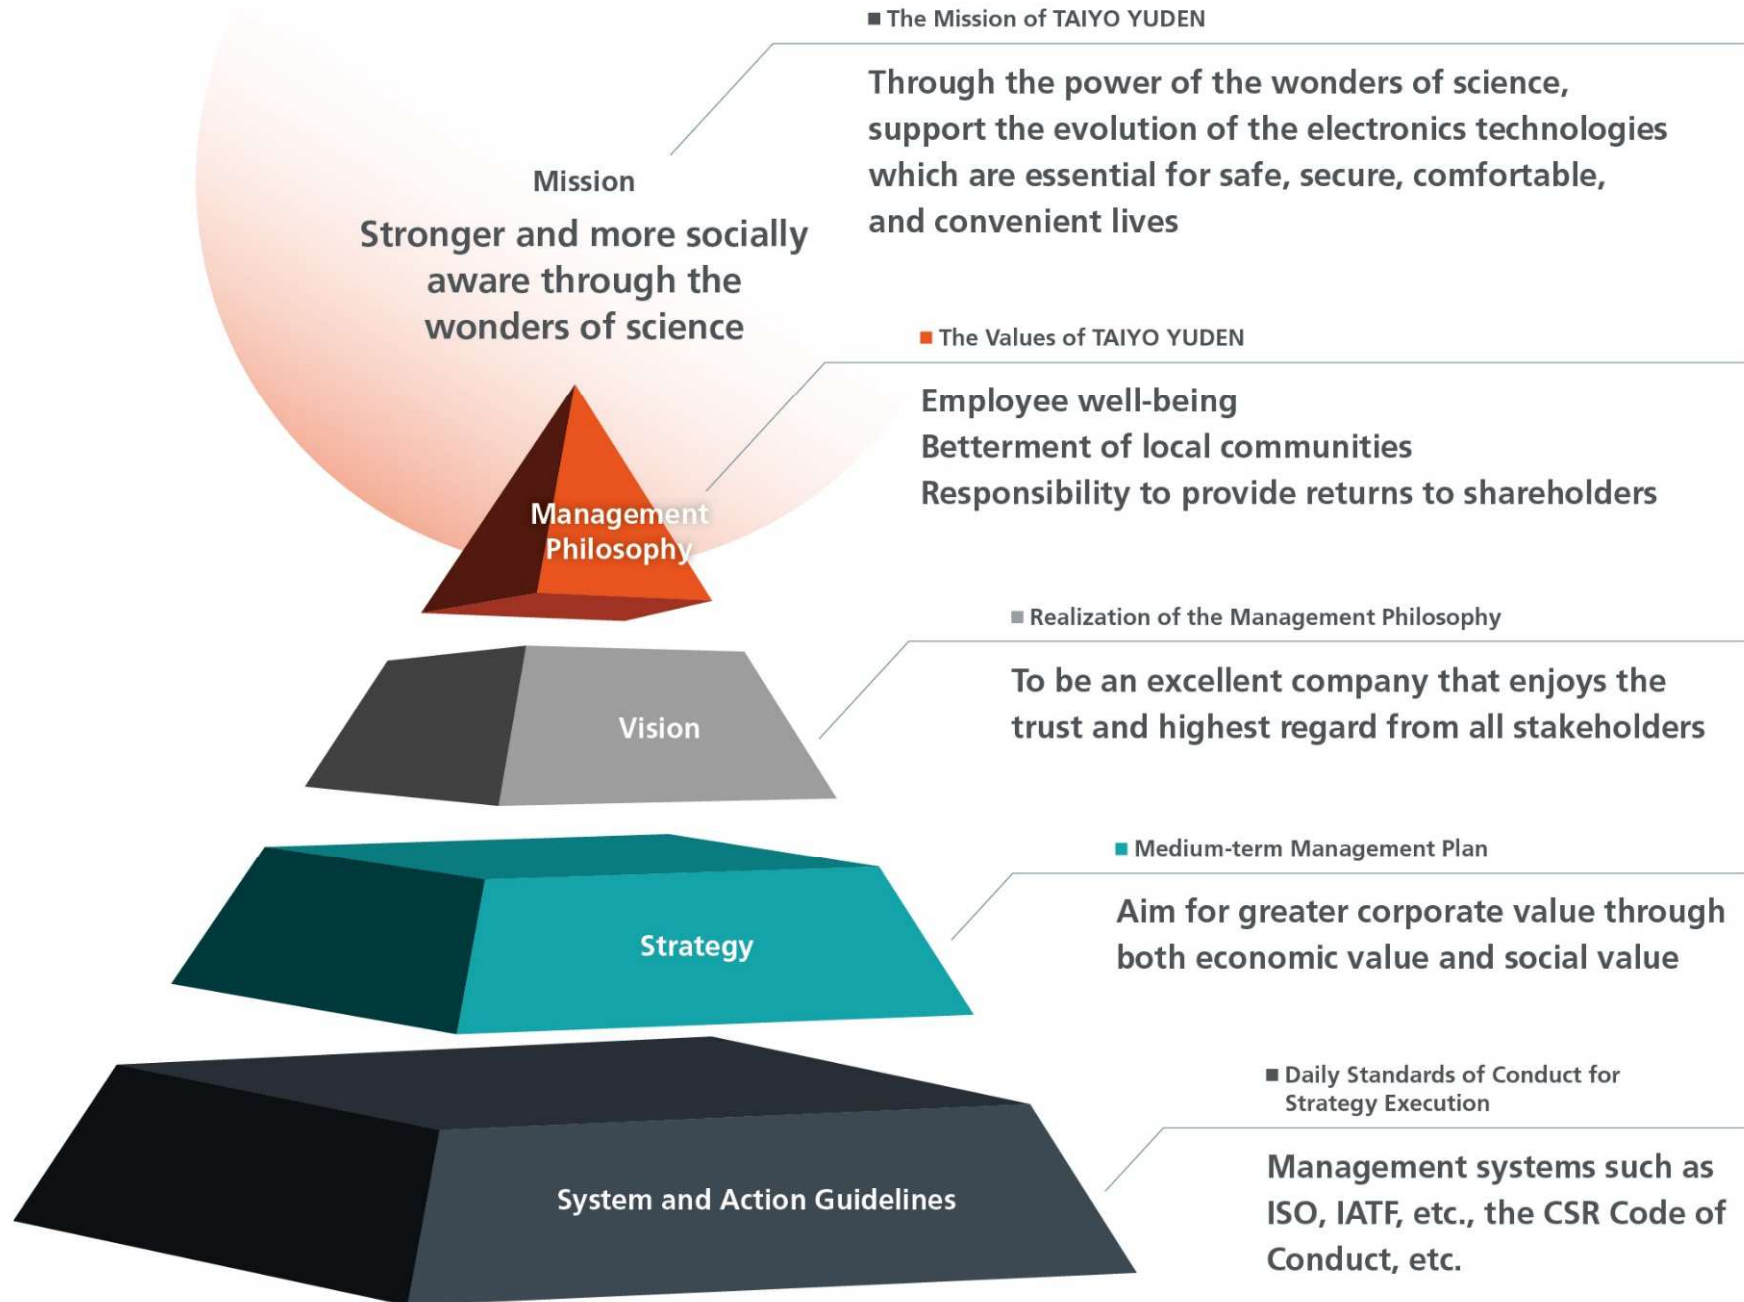 The Mission of TAIYO YUDEN
Through the power of the wonders of science,
support the evolution of the electronics technologies
which are essential for safe, secure, comfortable,
and convenient lives
Mission
Stronger and more socially
aware through the
wonders of science
The Values of TAIYO YUDEN
Employee well-being
Betterment of local communities
Responsibility to provide returns to shareholders
Management
Philosophy
Realization of the Management Philosophy
To be an excellent company that enjoys the
trust and highest regard from all stakeholders
Vision
Medium-term Management Plan
Aim for greater corporate value through
both economic value and social value
Strategy
Daily Standards of Conduct for
Strategy Execution
Management systems such as
ISO, IATF, etc., the CSR Code of
Conduct, etc.
System and Action Guidelines